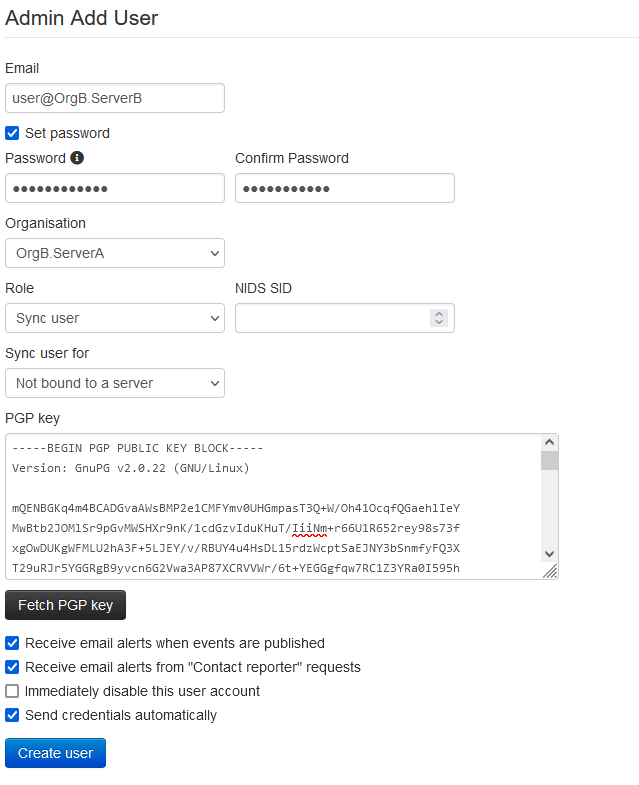 Admin Add User
Email
user@OrgB.ServerB
Set password
Password Confirm Password
●●●●●●●●●●●● ●●●●●●●●●●●
Organisation
OrgB.ServerA
Role NIDS SID
Sync user
Sync user for
Not bound to a server
PGP key
-----BEGIN PGP PUBLIC KEY BLOCK-----
Version: GnuPG v2.0.22 (GNU/Linux)
mQENBGKq4m4BCADGvaAWsBMP2e1CMFYmv0UHGmpasT3Q+W/Oh41OcqfQGaehlIeY
MwBtb2JOMlSr9pGvMWSHXr9nK/1cdGzvIduKHuT/IiiNm+r66U1R652rey98s73f
xgOwDUKgWFMLU2hA3F+5LJEY/v/RBUY4u4HsDL15rdzWcptSaEJNY3bSnmfyFQ3X
T29uRJr5YGGRgB9yvcn6G2Vwa3AP87XCRVVWr/6t+YEGGgfqw7RC1Z3YRa0I595h
Fetch PGP key
Receive email alerts when events are published
Receive email alerts from "Contact reporter" requests
Immediately disable this user account
Send credentials automatically
Create user